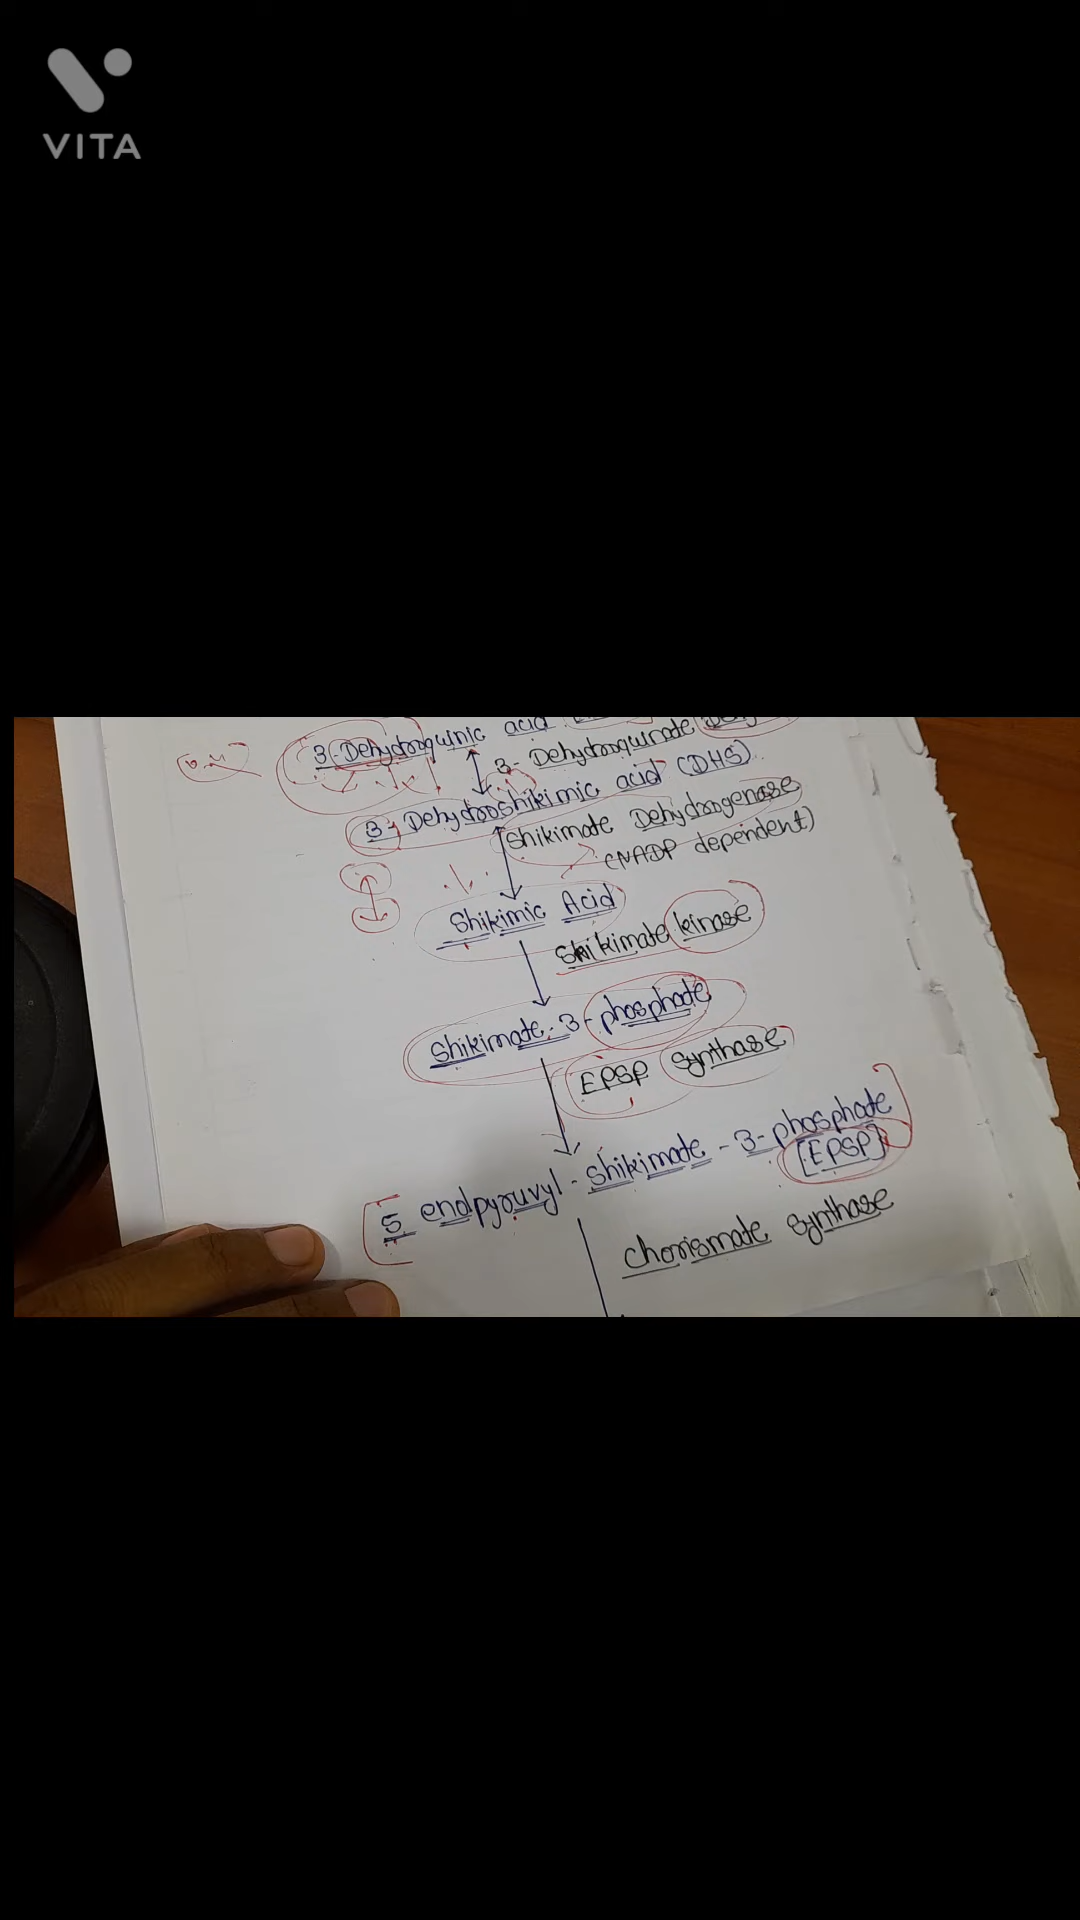 VITA
3-Dehydroquinic acid
3-Dehydroquinate
3-Dehydroshikimic acid (DHS)
Shikimate Dehydrogenase
(NADP dependent)
Shikimic Acid
Shikimate kinase
Shikimate-3-phosphate
EPSP synthase
5 endpyruvyl-shikimate-3-phosphate
[EPSP]
chorismate synthase